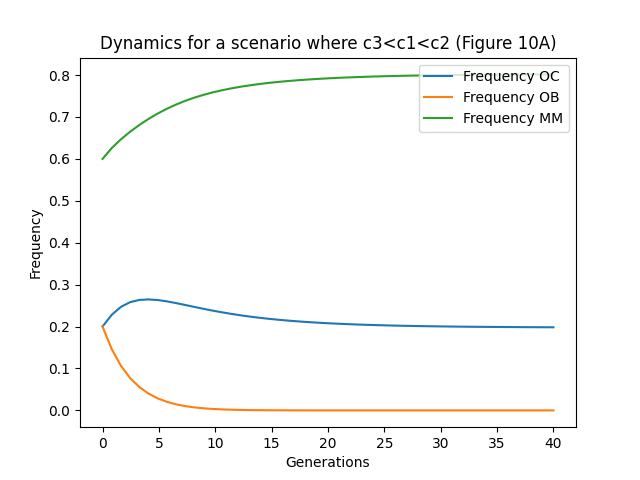 Dynamics for a scenario where c3<c1<c2 (Figure 10A)
Frequency OC
Frequency OB
Frequency MM
0.8
0.7
0.6
0.5
0.4
0.3
0.2
0.1
0.0
Frequency
0 5 10 15 20 25 30 35 40
Generations